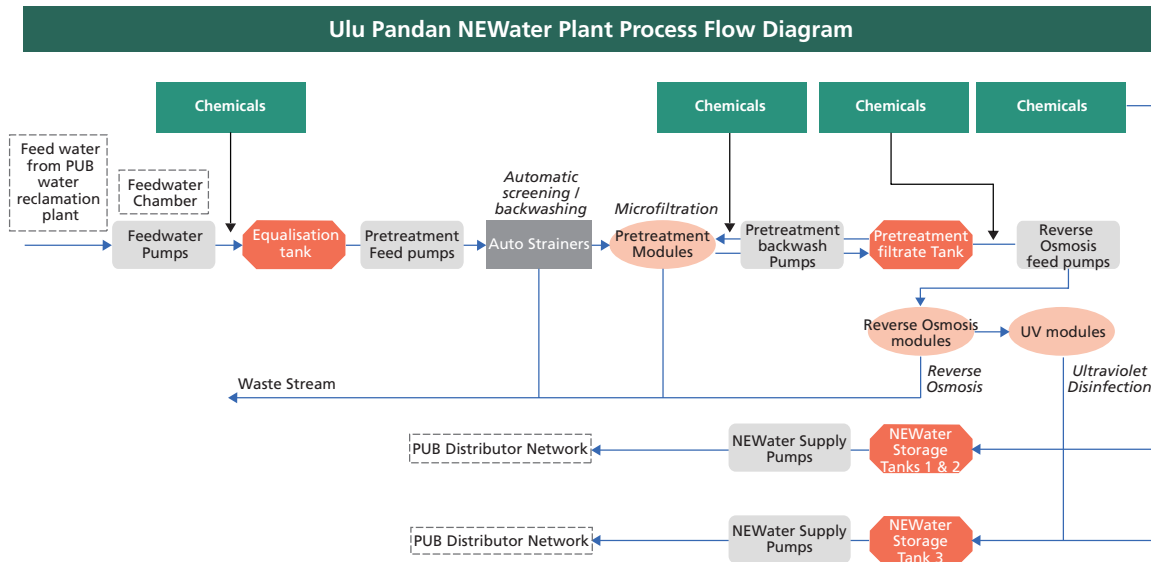 Ulu Pandan NEWater Plant Process Flow Diagram
Chemicals
Chemicals
Chemicals
Chemicals
Feed water
from PUB
water
reclamation
plant
Feedwater
Chamber
Automatic
screening /
backwashing
Microfiltration
Feedwater
Pumps
Equalisation
tank
Pretreatment
Feed pumps
Auto Strainers
Pretreatment
Modules
Pretreatment
backwash
Pumps
Pretreatment
filtrate Tank
Reverse
Osmosis
feed pumps
Reverse Osmosis
modules
UV modules
Reverse
Osmosis
Ultraviolet
Disinfection
Waste Stream
PUB Distributor Network
NEWater Supply
Pumps
NEWater
Storage
Tanks 1 & 2
PUB Distributor Network
NEWater Supply
Pumps
NEWater
Storage
Tank 3